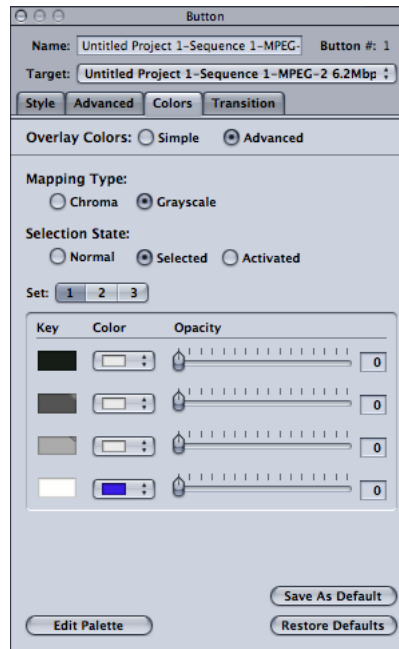 Button
Name: Untitled Project 1-Sequence 1-MPEG- Button #: 1
Target: Untitled Project 1-Sequence 1-MPEG-2 6.2Mbp
Style Advanced Colors Transition
Overlay Colors: Simple Advanced
Mapping Type:
Chroma Grayscale
Selection State:
Normal Selected Activated
Set: 1 2 3
Key Color Opacity
0
0
0
0
Save As Default
Edit Palette Restore Defaults